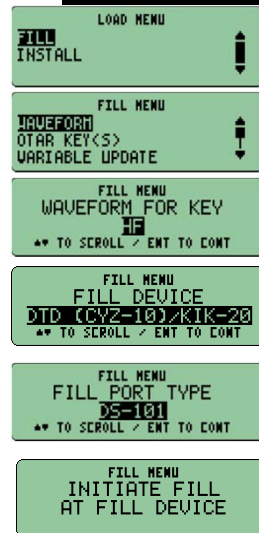 LOAD MENU
FILL
INSTALL
FILL MENU
WAVEFORM
OTAR KEY(S)
VARIABLE UPDATE
FILL MENU
WAVEFORM FOR KEY
HF
▲▼ TO SCROLL / ENT TO CONT
FILL MENU
FILL DEVICE
DTD (CYZ-10)/KIK-20
▲▼ TO SCROLL / ENT TO CONT
FILL MENU
FILL PORT TYPE
DS-101
▲▼ TO SCROLL / ENT TO CONT
FILL MENU
INITIATE FILL
AT FILL DEVICE